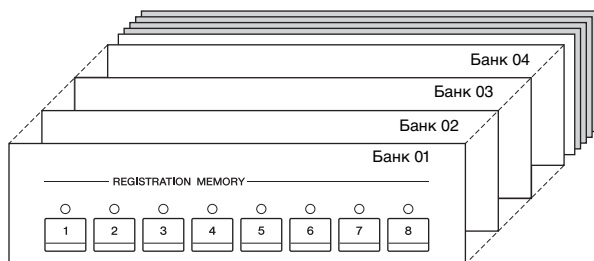 Банк 04
Банк 03
Банк 02
Банк 01
REGISTRATION MEMORY
1 2 3 4 5 6 7 8